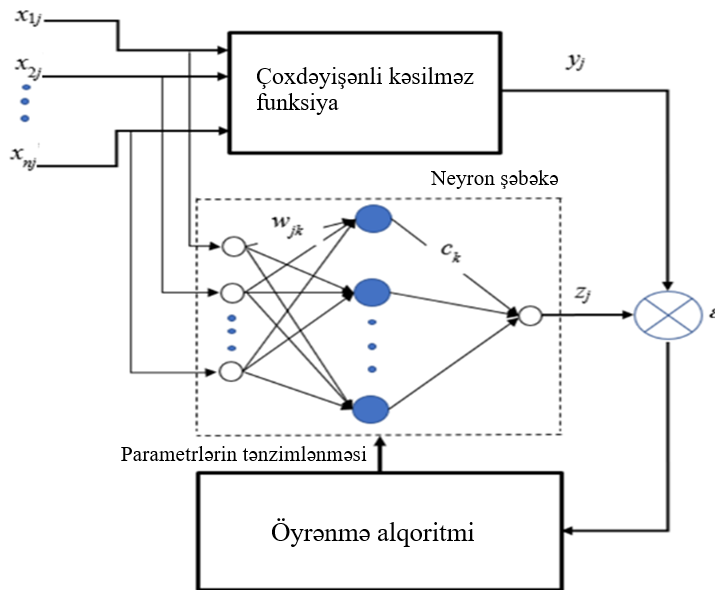 x1j
x2j
xnj
Çoxdəyişənli kəsilməz
funksiya
yj
Neyron şəbəkə
wjk
ck
zj
ε
Parametrlərin tənzimlənməsi
Öyrənmə alqoritmi